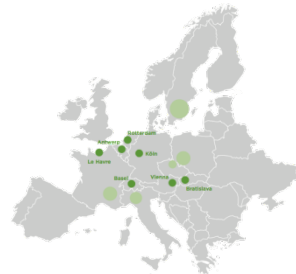 Rotterdam
Antwerp
Le Havre
Köln
Basel
Vienna
Bratislava